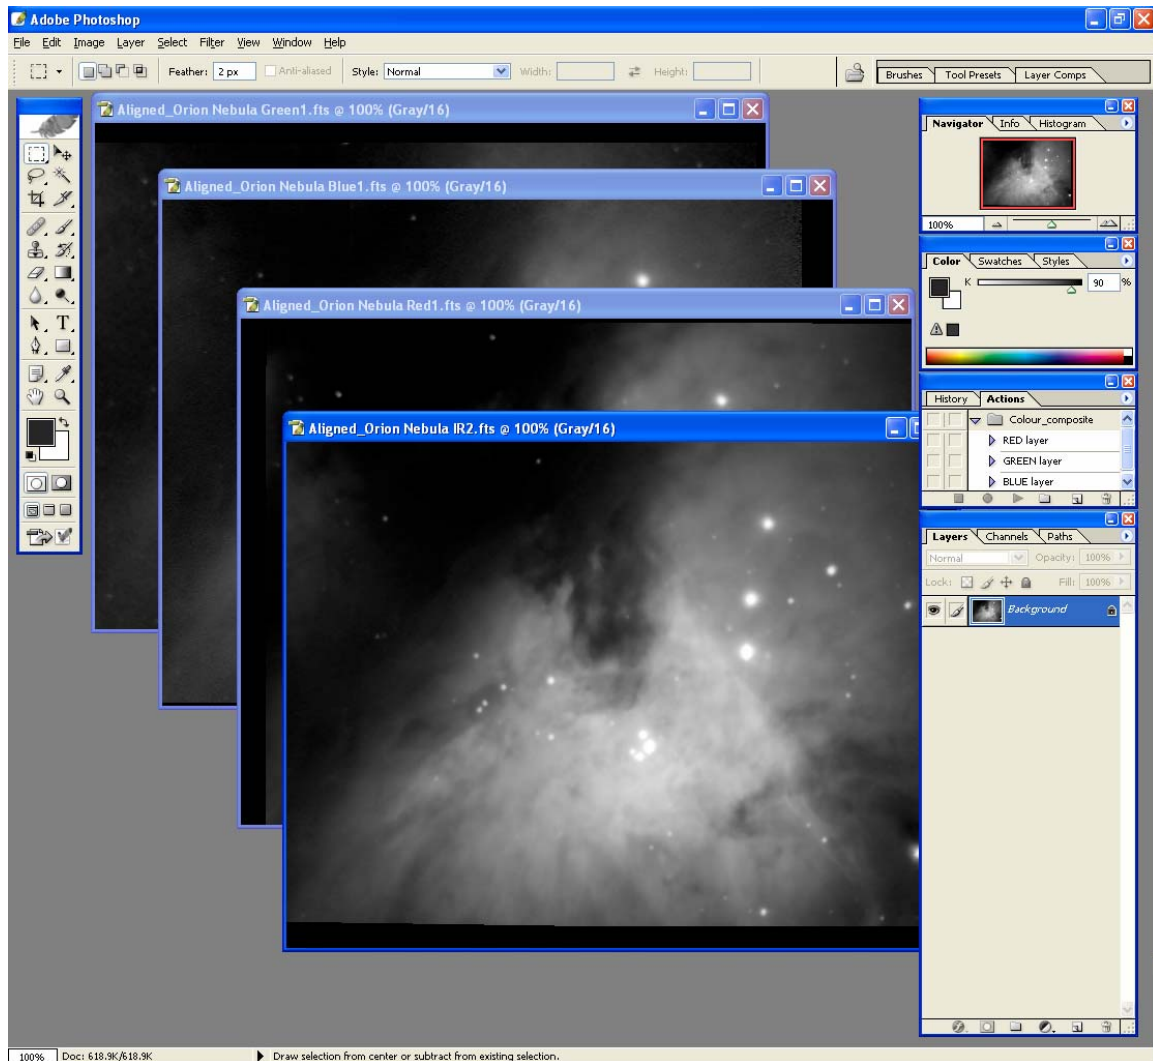 Adobe Photoshop
File Edit Image Layer Select Filter View Window Help
Feather: 2 px Anti-aliased Style: Normal Width: Height: Brushes Tool Presets Layer Comps
Aligned_Orion Nebula Green1.fts @ 100% (Gray/16)
Aligned_Orion Nebula Blue1.fts @ 100% (Gray/16)
Aligned_Orion Nebula Red1.fts @ 100% (Gray/16)
Aligned_Orion Nebula IR2.fts @ 100% (Gray/16)
T
Navigator Info Histogram
100%
Color Swatches Styles
K 90 %
History Actions
Colour_composite
RED layer
GREEN layer
BLUE layer
Layers Channels Paths
Normal Opacity: 100%
Lock: Fill: 100%
Background
100% Doc: 618.9K/618.9K Draw selection from center or subtract from existing selection.